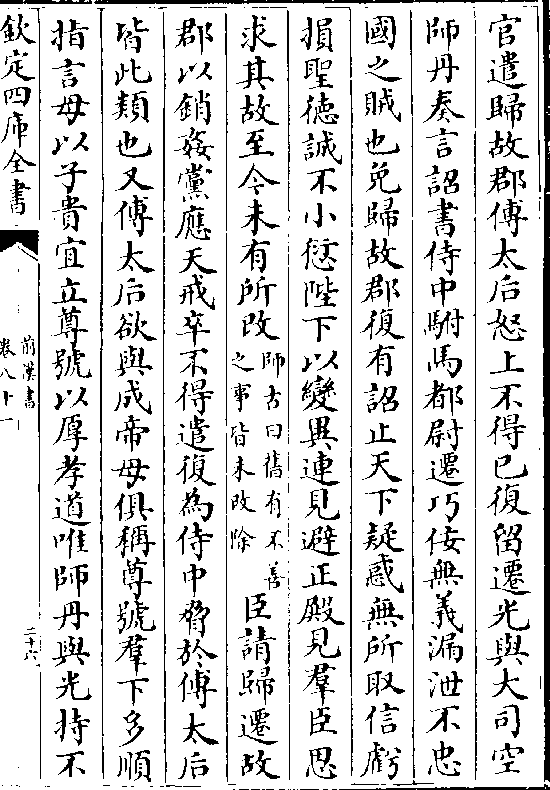 官遣歸故郡傅太后怒上不得已復留遷光與大司空
師丹奏言詔書侍中駙馬都尉遷巧佞無義漏泄不忠
國之賊也免歸故郡復有詔止天下疑惑無所取信虧
損聖德誠不小愆陛下以變異連見避正殿見羣臣思
求其故至今未有所改師古曰舊有不善之事皆未改除臣請歸遷故
郡以銷姦黨應天戒卒不得遣復為侍中脅於傅太后
皆此類也又傅太后欲與成帝母俱稱尊號羣下多順
指言母以子貴宜立尊號以厚孝道唯師丹與光持不
欽定四庫全書
前漢書
卷八十一
二十六